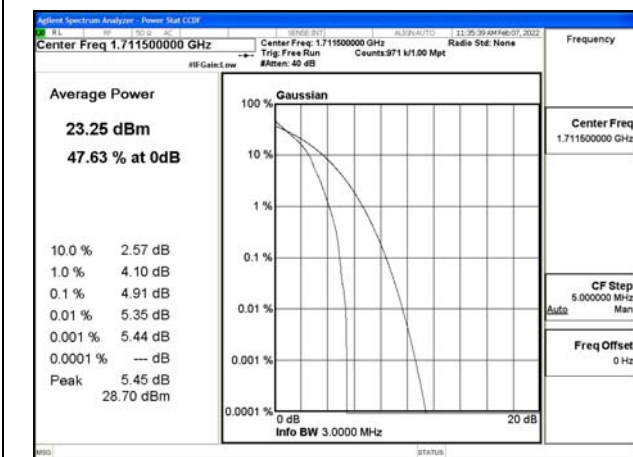 Agilent Spectrum Analyzer - Power Stat CCDF
RL RF 50 Ω AC SENSE:INT ALIGN AUTO 11:35:39 AM Feb 07, 2022
Center Freq 1.711500000 GHz
Center Freq: 1.711500000 GHz Radio Std: None
Trig: Free Run Counts:971 k/1.00 Mpt
#IFGain:Low #Atten: 40 dB
Frequency
Average Power
23.25 dBm
47.63 % at 0dB
10.0 % 2.57 dB
1.0 % 4.10 dB
0.1 % 4.91 dB
0.01 % 5.35 dB
0.001 % 5.44 dB
0.0001 % --- dB
Peak 5.45 dB
28.70 dBm
Gaussian
100 %
10 %
1 %
0.1 %
0.01 %
0.001 %
0.0001 %
0 dB 20 dB
Info BW 3.0000 MHz
Center Freq
1.711500000 GHz
CF Step
5.000000 MHz
Auto Man
Freq Offset
0 Hz
MSG STATUS